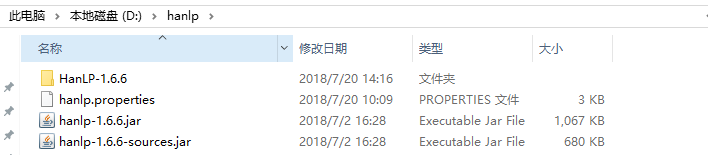 此电脑 › 本地磁盘 (D:) › hanlp
名称 修改日期 类型 大小
HanLP-1.6.6 2018/7/20 14:16 文件夹
hanlp.properties 2018/7/20 10:09 PROPERTIES 文件 3 KB
hanlp-1.6.6.jar 2018/7/2 16:28 Executable Jar File 1,067 KB
hanlp-1.6.6-sources.jar 2018/7/2 16:28 Executable Jar File 680 KB